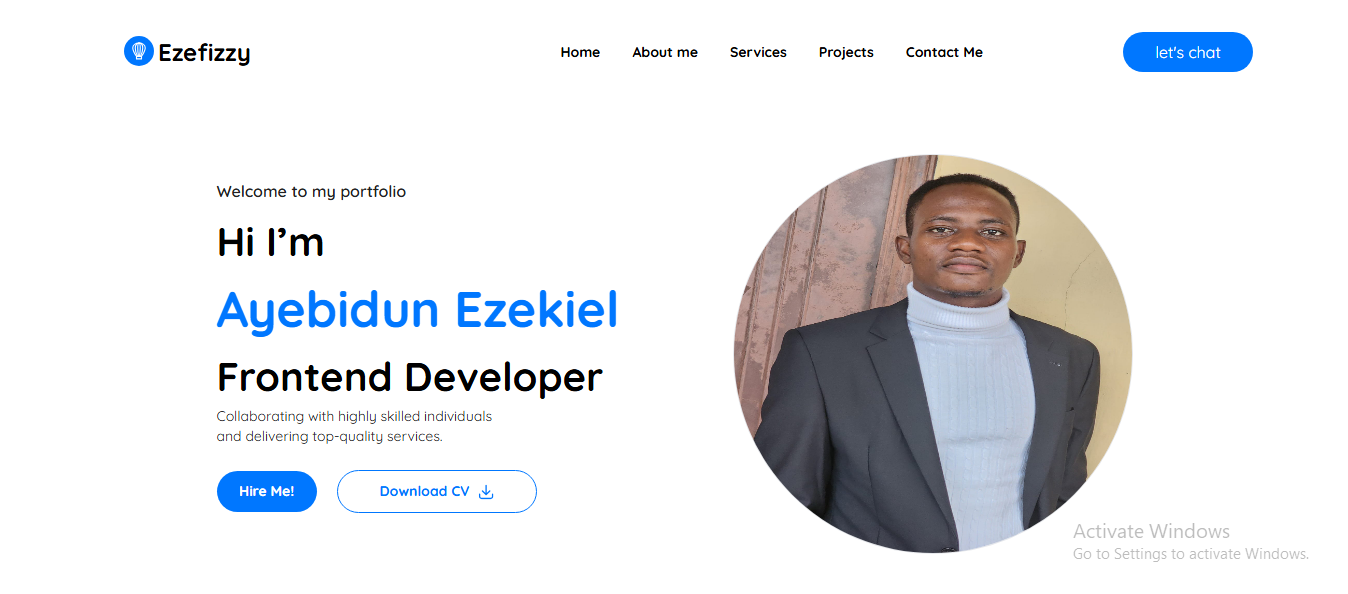 Ezefizzy
Home About me Services Projects Contact Me
let's chat
Welcome to my portfolio
Hi I’m
Ayebidun Ezekiel
Frontend Developer
Collaborating with highly skilled individuals
and delivering top-quality services.
Hire Me!
Download CV
Activate Windows
Go to Settings to activate Windows.